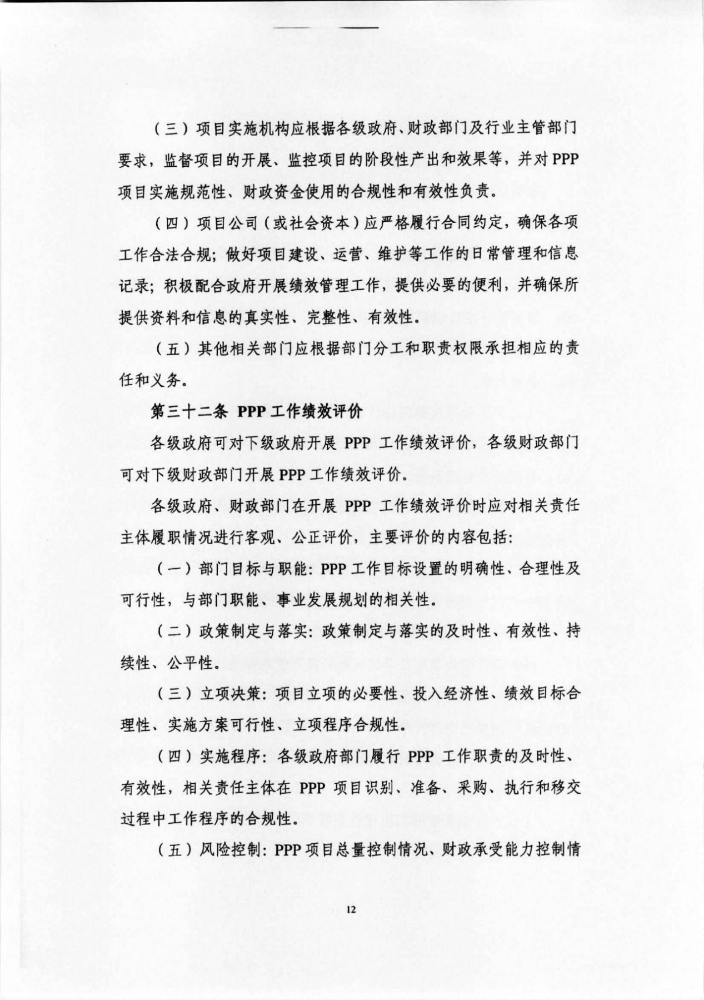 （三）项目实施机构应根据各级政府、财政部门及行业主管部门
要求，监督项目的开展、监控项目的阶段性产出和效果等，并对 PPP
项目实施规范性、财政资金使用的合规性和有效性负责。
（四）项目公司（或社会资本）应严格履行合同约定，确保各项
工作合法合规；做好项目建设、运营、维护等工作的日常管理和信息
记录；积极配合政府开展绩效管理工作，提供必要的便利，并确保所
提供资料和信息的真实性、完整性、有效性。
（五）其他相关部门应根据部门分工和职责权限承担相应的责
任和义务。
第三十二条 PPP 工作绩效评价
各级政府可对下级政府开展 PPP 工作绩效评价，各级财政部门
可对下级财政部门开展 PPP 工作绩效评价。
各级政府、财政部门在开展 PPP 工作绩效评价时应对相关责任
主体履职情况进行客观、公正评价，主要评价的内容包括：
（一）部门目标与职能：PPP 工作目标设置的明确性、合理性及
可行性，与部门职能、事业发展规划的相关性。
（二）政策制定与落实：政策制定与落实的及时性、有效性、持
续性、公平性。
（三）立项决策：项目立项的必要性、投入经济性、绩效目标合
理性、实施方案可行性、立项程序合规性。
（四）实施程序：各级政府部门履行 PPP 工作职责的及时性、
有效性，相关责任主体在 PPP 项目识别、准备、采购、执行和移交
过程中工作程序的合规性。
（五）风险控制：PPP 项目总量控制情况、财政承受能力控制情
12